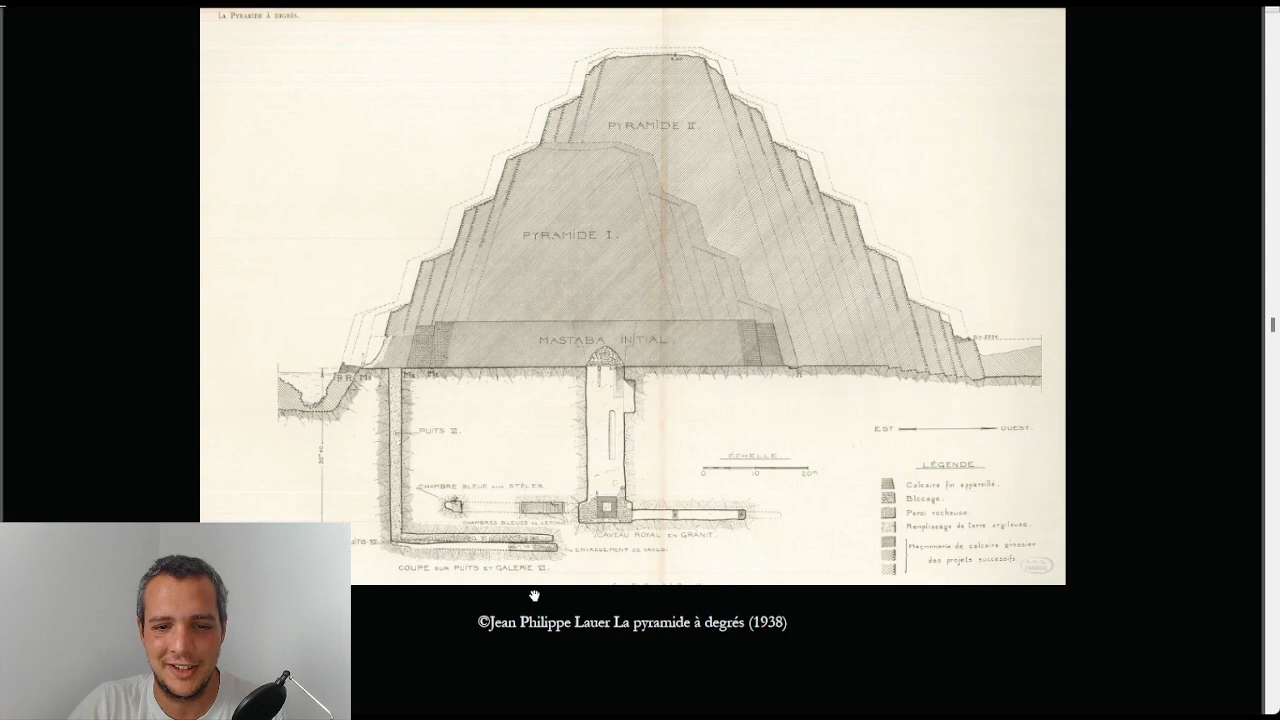 La Pyramide à degrés.
PYRAMIDE II.
PYRAMIDE I.
MASTABA INITIAL.
PUITS VI.
EST OUEST.
ÉCHELLE
0 10 20m
LÉGENDE
CHAMBRE BLEUE aux STÈLES
Calcaire fin appareillé.
Blocage.
Paroi rocheuse.
CHAMBRES BLEUES
Remplissage de terre argileuse.
CAVEAU ROYAL EN GRANIT.
Maçonnerie de calcaire grossier
des projets successifs
COUPE sur PUITS et GALERIE VI.
©Jean Philippe Lauer La pyramide à degrés (1938)